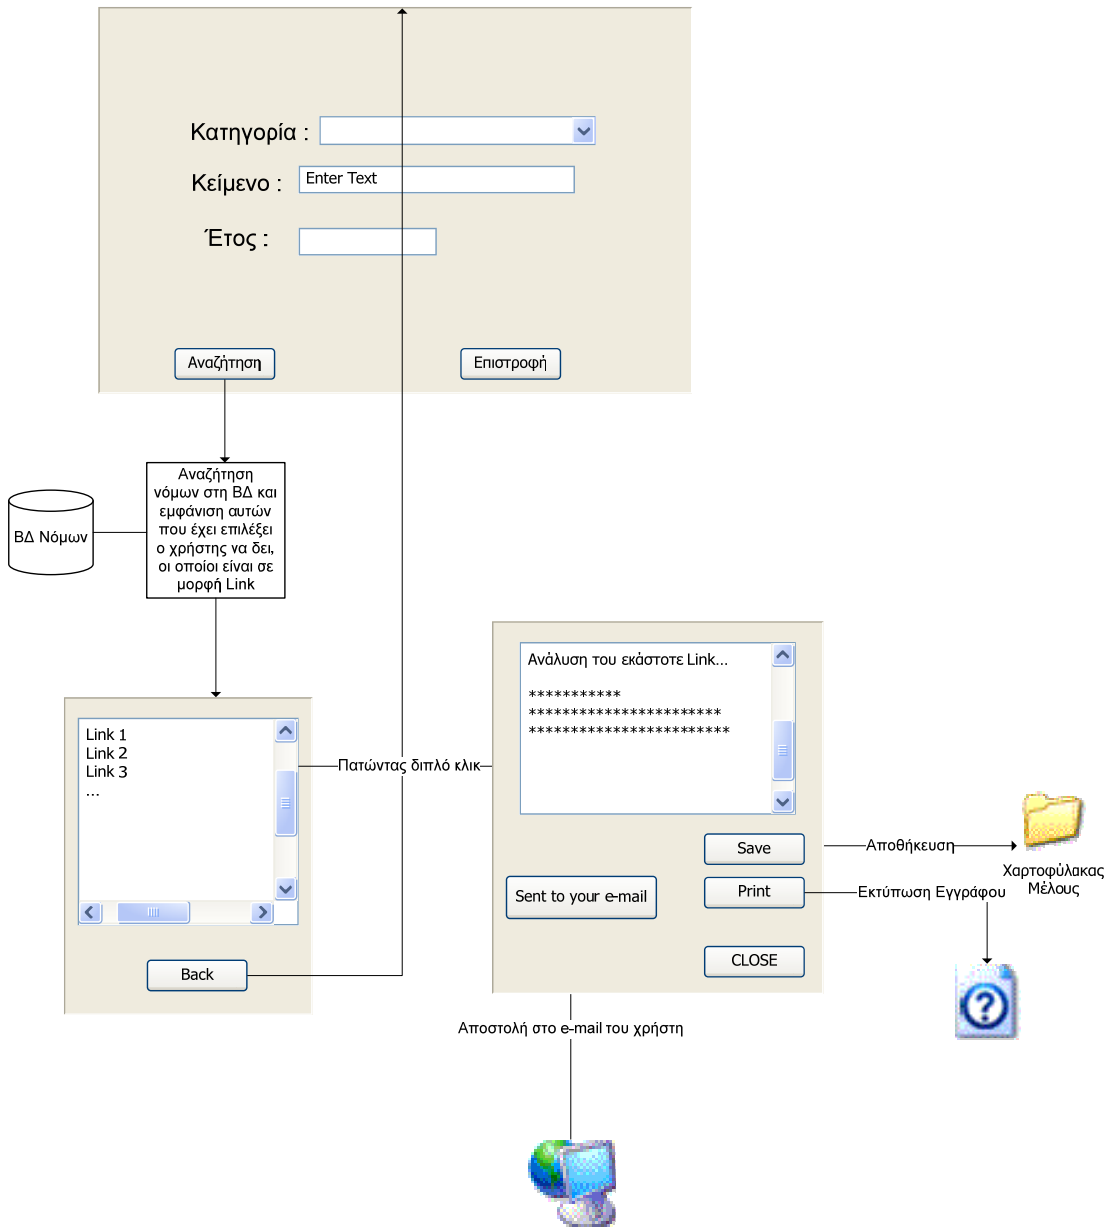 Κατηγορία :
Κείμενο :
Enter Text
Έτος :
Αναζήτηση
Επιστροφή
Αναζήτηση
νόμων στη ΒΔ και
εμφάνιση αυτών
που έχει επιλέξει
ο χρήστης να δει,
οι οποίοι είναι σε
μορφή Link
ΒΔ Νόμων
Link 1
Link 2
Link 3
...
Back
Πατώντας διπλό κλικ
Ανάλυση του εκάστοτε Link...
***********
***********************
************************
Save
Sent to your e-mail
Print
CLOSE
Αποθήκευση
Χαρτοφύλακας
Μέλους
Εκτύπωση Εγγράφου
Αποστολή στο e-mail του χρήστη